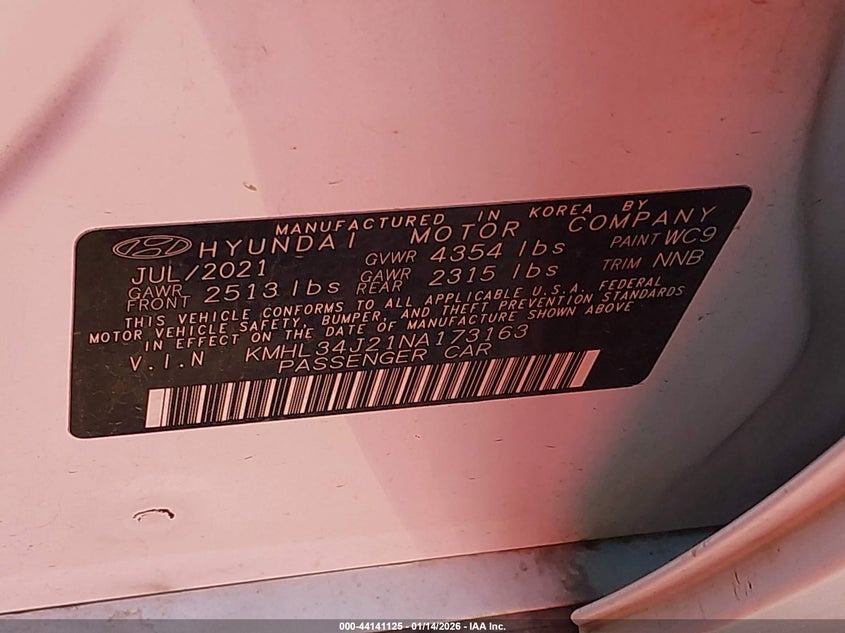 MANUFACTURED IN KOREA BY
HYUNDAI MOTOR COMPANY
JUL/2021 GVWR 4354 lbs PAINT WC9
GAWR FRONT 2513 lbs GAWR REAR 2315 lbs TRIM NNB
THIS VEHICLE CONFORMS TO ALL APPLICABLE U.S.A. FEDERAL
MOTOR VEHICLE SAFETY, BUMPER, AND THEFT PREVENTION STANDARDS
IN EFFECT ON THE DATE OF MANUFACTURE SHOWN ABOVE
V.I.N KMHL34J21NA173163
PASSENGER CAR
000-44141125 - 01/14/2026 - IAA Inc.